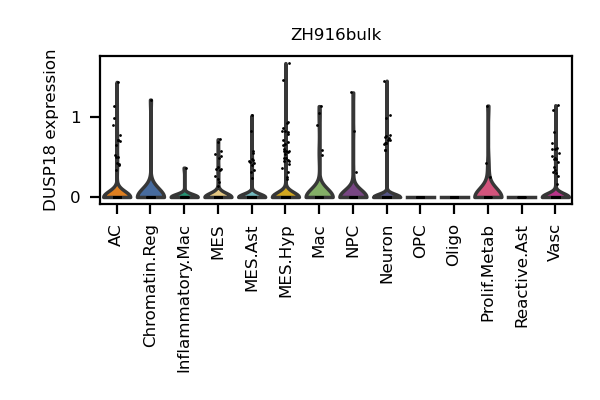 ZH916bulk
DUSP18 expression
1
0
AC
Chromatin.Reg
Inflammatory.Mac
MES
MES.Ast
MES.Hyp
Mac
NPC
Neuron
OPC
Oligo
Prolif.Metab
Reactive.Ast
Vasc